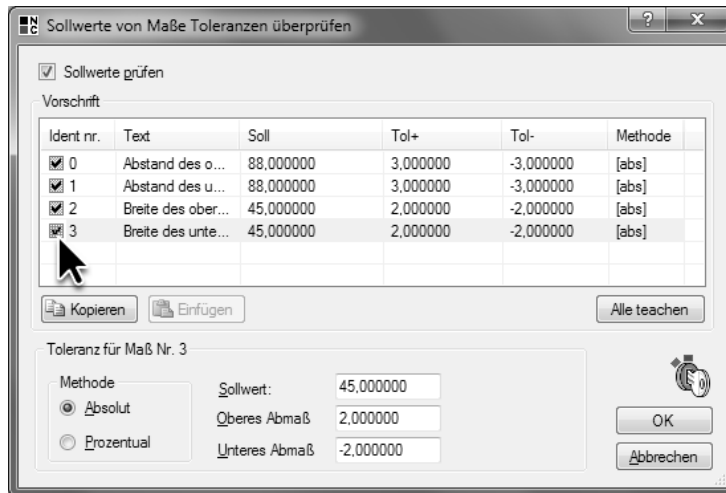 NC Sollwerte von Maße Toleranzen überprüfen
Sollwerte prüfen
Vorschrift
Ident nr. Text Soll Tol+ Tol- Methode
0 Abstand des o... 88,000000 3,000000 -3,000000 [abs]
1 Abstand des u... 88,000000 3,000000 -3,000000 [abs]
2 Breite des ober... 45,000000 2,000000 -2,000000 [abs]
3 Breite des unte... 45,000000 2,000000 -2,000000 [abs]
Kopieren Einfügen Alle teachen
Toleranz für Maß Nr. 3
Methode
Absolut
Prozentual
Sollwert: 45,000000
Oberes Abmaß 2,000000
Unteres Abmaß -2,000000
OK
Abbrechen